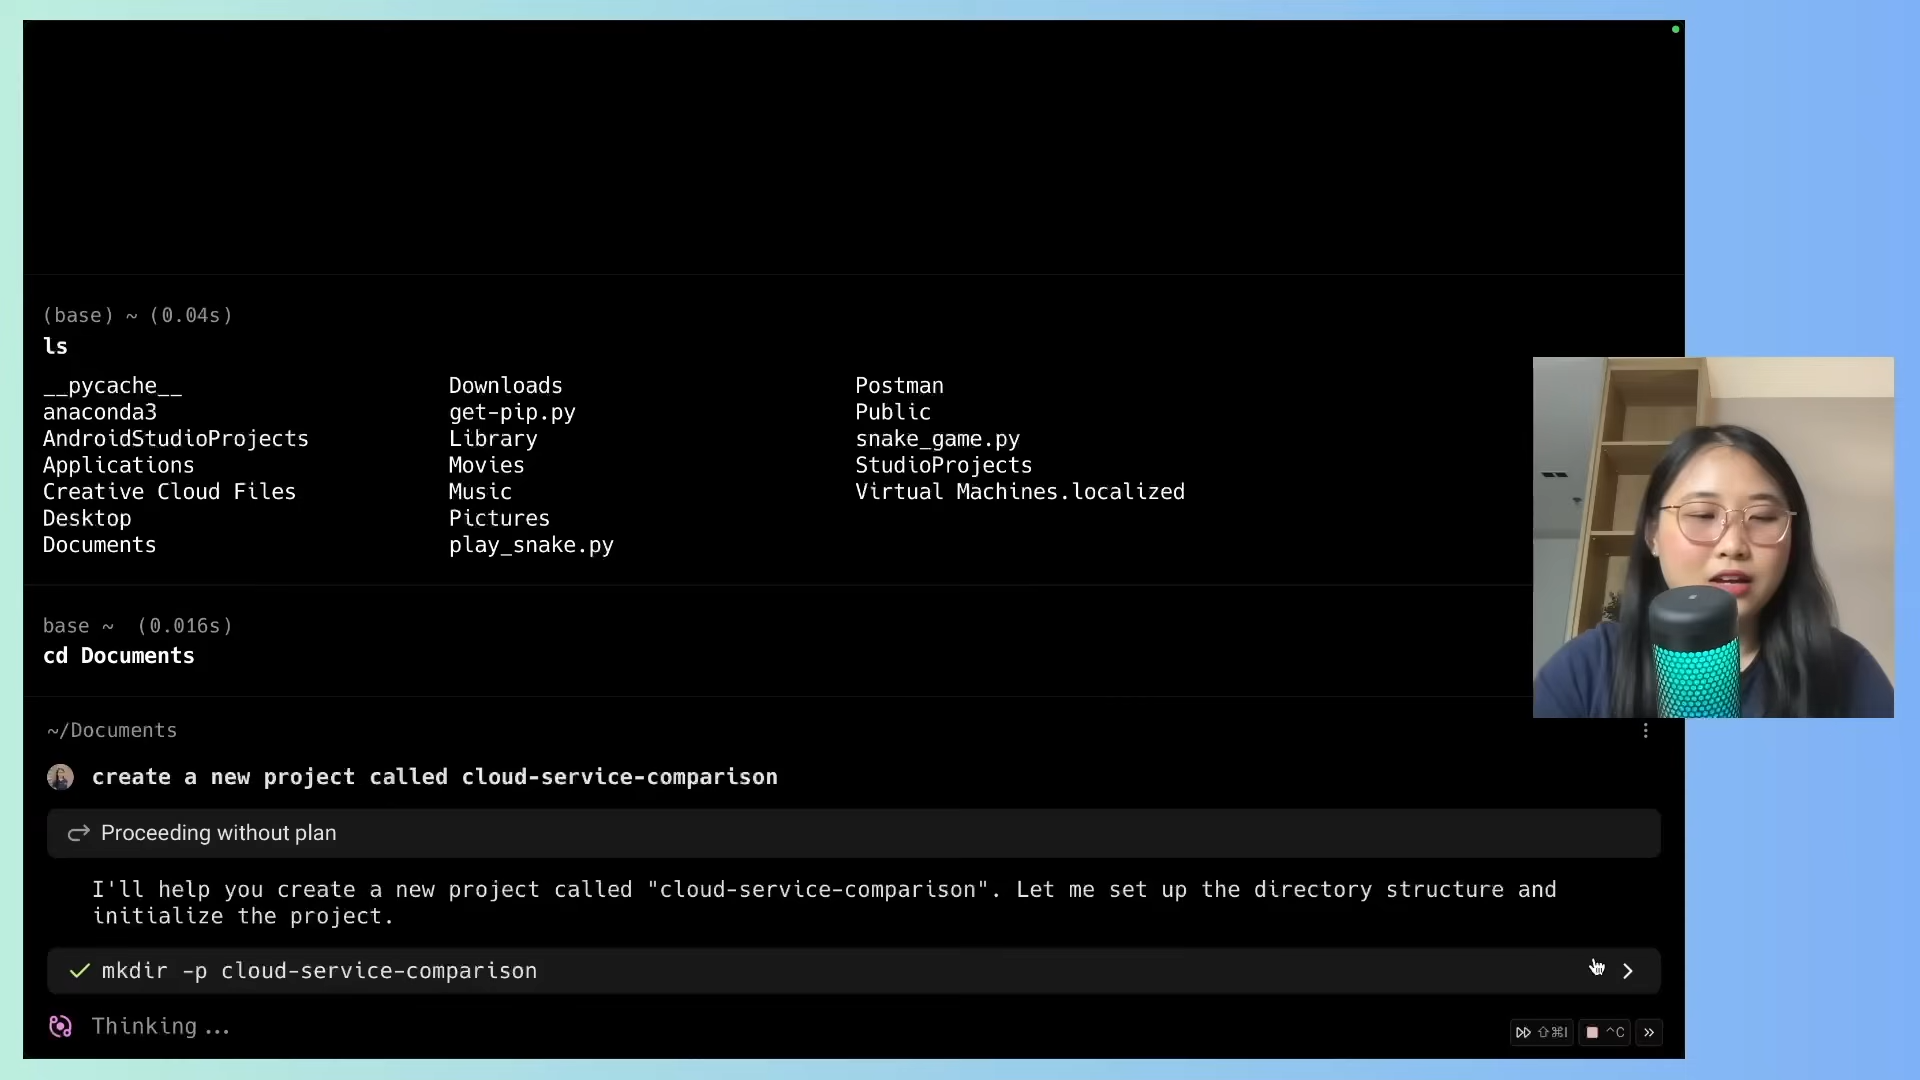 (base) ~ (0.04s)
ls
__pycache__ Downloads Postman
anaconda3 get-pip.py Public
AndroidStudioProjects Library snake_game.py
Applications Movies StudioProjects
Creative Cloud Files Music Virtual Machines.localized
Desktop Pictures
Documents play_snake.py
base ~ (0.016s)
cd Documents
~/Documents
create a new project called cloud-service-comparison
Proceeding without plan
I'll help you create a new project called "cloud-service-comparison". Let me set up the directory structure and
initialize the project.
mkdir -p cloud-service-comparison
Thinking...
⇧⌘I ^C